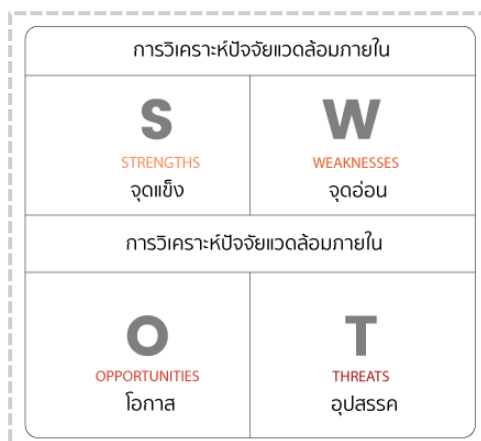 การวิเคราะห์ปัจจัยแวดล้อมภายใน
S W
STRENGTHS WEAKNESSES
จุดแข็ง จุดอ่อน
การวิเคราะห์ปัจจัยแวดล้อมภายใน
O T
OPPORTUNITIES THREATS
โอกาส อุปสรรค